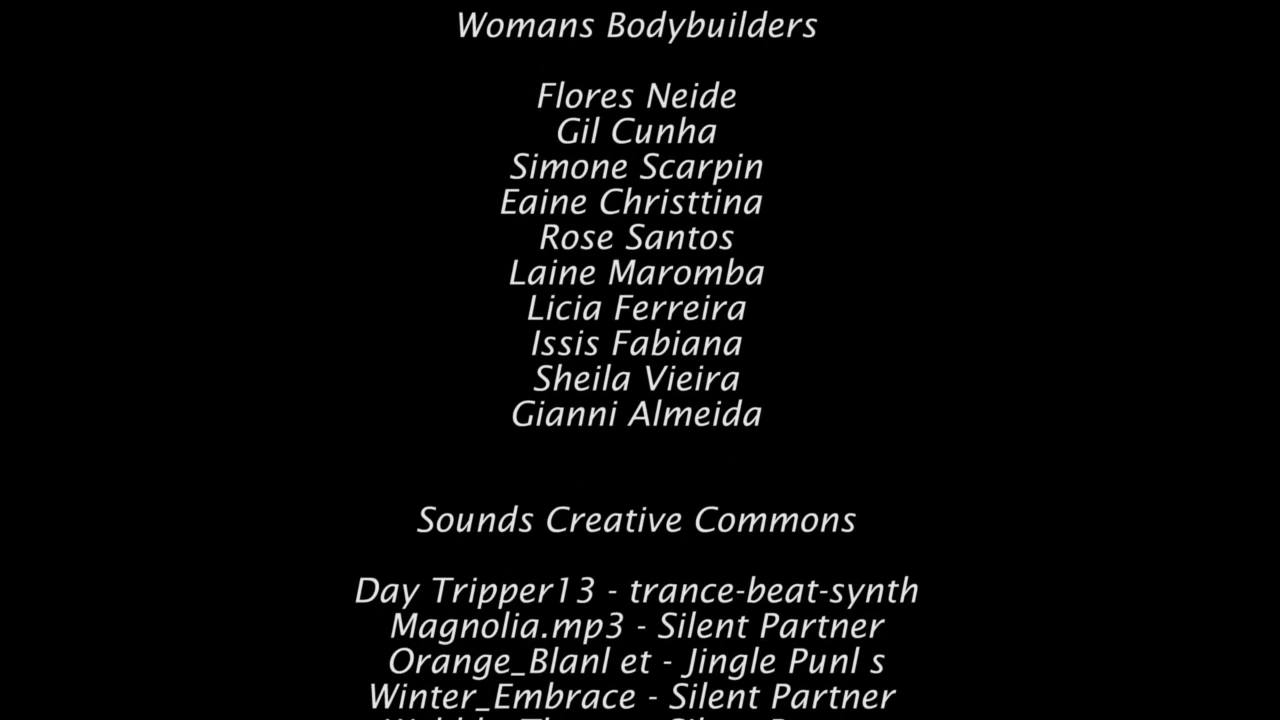 Womans Bodybuilders
Flores Neide
Gil Cunha
Simone Scarpin
Eaine Christtina
Rose Santos
Laine Maromba
Licia Ferreira
Issis Fabiana
Sheila Vieira
Gianni Almeida
Sounds Creative Commons
Day Tripper13 - trance-beat-synth
Magnolia.mp3 - Silent Partner
Orange_Blanl et - Jingle Punl s
Winter_Embrace - Silent Partner